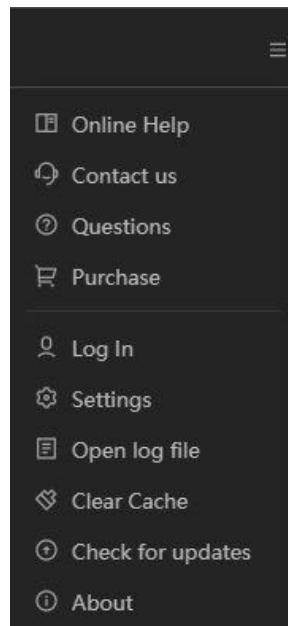 Online Help
Contact us
Questions
Purchase
Log In
Settings
Open log file
Clear Cache
Check for updates
About